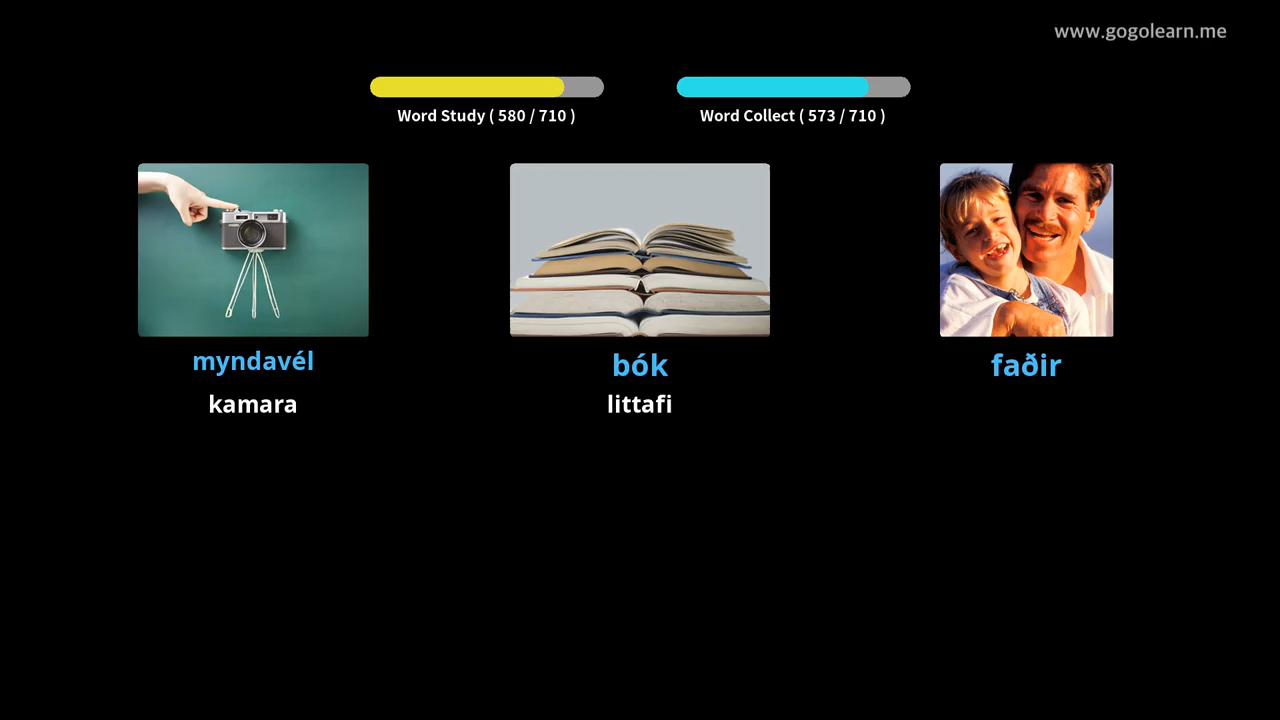 www.gogolearn.me
Word Study ( 580 / 710 )
Word Collect ( 573 / 710 )
myndavél
bók
faðir
kamara
littafi